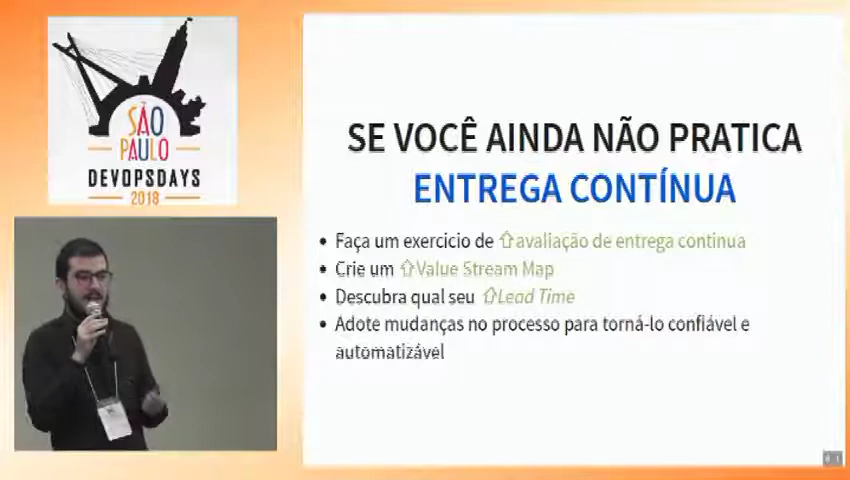 SÃO
PAULO
DEVOPSDAYS
2018
SE VOCÊ AINDA NÃO PRATICA
ENTREGA CONTÍNUA
Faça um exercicio de avaliação de entrega continua
Crie um Value Stream Map
Descubra qual seu Lead Time
Adote mudanças no processo para torná-lo confiável e
automatizável